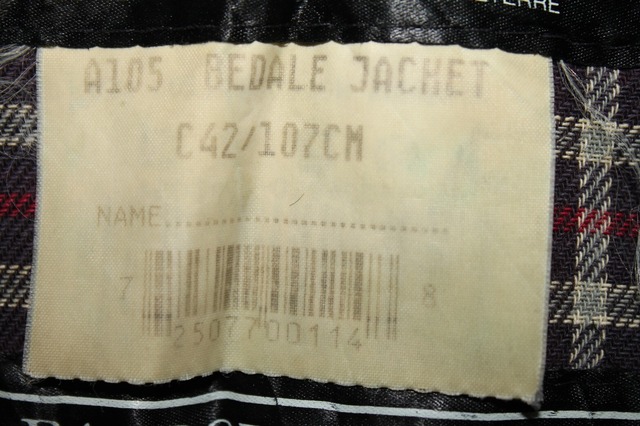 A105 BEDALE JACKET
C42/107CM
NAME..............................
7 2507700114 8